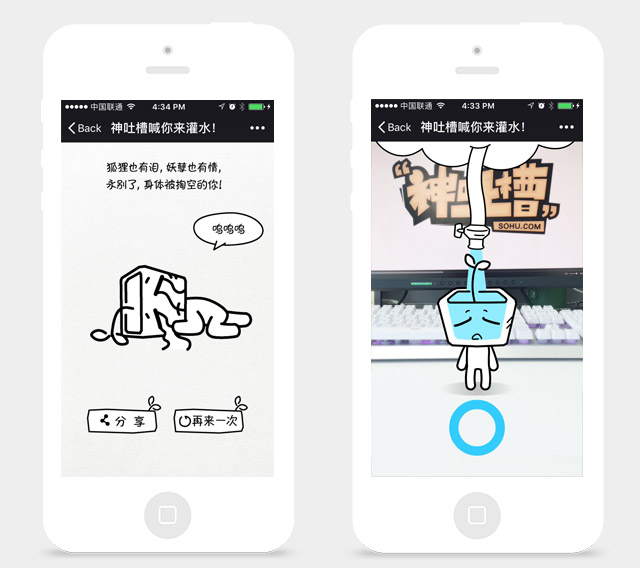 中国联通 4:34 PM
Back 神吐槽喊你来灌水!
狐狸也有泪,妖孽也有情,
永别了,身体被掏空的你!
呜呜呜
分享
再来一次
中国联通 4:33 PM
Back 神吐槽喊你来灌水!
“神吐槽”
SOHU.COM